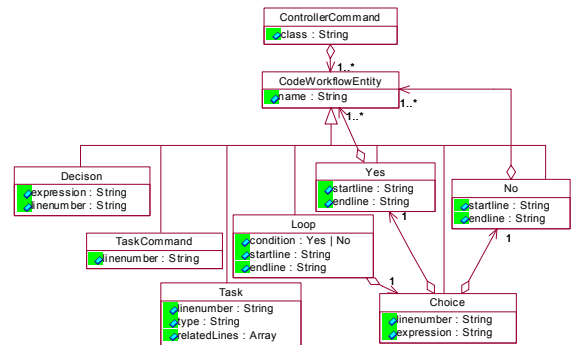 ControllerCommand
class : String
1..*
CodeWorkflowEntity
name : String
1..*
1..*
Decison
expression : String
linenumber : String
Yes
startline : String
endline : String
No
startline : String
endline : String
TaskCommand
linenumber : String
Loop
condition : Yes | No
startline : String
endline : String
1
1
1
Task
linenumber : String
type : String
relatedLines : Array
Choice
linenumber : String
expression : String